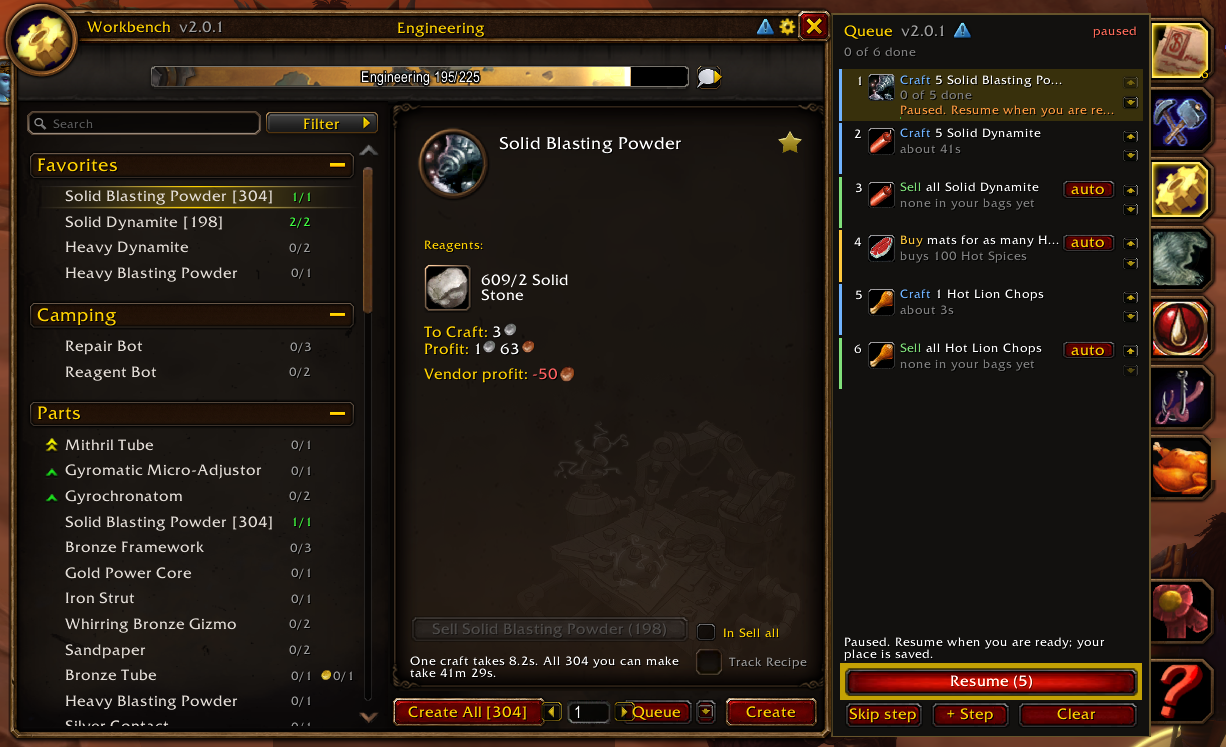 Workbench v2.0.1
Engineering
Engineering 195/225
Search
Filter
Favorites
Solid Blasting Powder [304] 1/1
Solid Dynamite [198] 2/2
Heavy Dynamite 0/2
Heavy Blasting Powder 0/1
Camping
Repair Bot 0/3
Reagent Bot 0/2
Parts
Mithril Tube 0/1
Gyromatic Micro-Adjustor 0/1
Gyrochronatom 0/2
Solid Blasting Powder [304] 1/1
Bronze Framework 0/3
Gold Power Core 0/1
Iron Strut 0/1
Whirring Bronze Gizmo 0/2
Sandpaper 0/2
Bronze Tube 0/1 0/1
Heavy Blasting Powder 0/1
Silver Contact 0/1
Solid Blasting Powder
Reagents:
609/2 Solid
Stone
To Craft: 3
Profit: 1 63
Vendor profit: -50
Sell Solid Blasting Powder (198)
In Sell all
One craft takes 8.2s. All 304 you can make
take 41m 29s.
Track Recipe
Create All [304]
1
Queue
Create
Queue v2.0.1
paused
0 of 6 done
1 Craft 5 Solid Blasting Po...
0 of 5 done
Paused. Resume when you are re...
2 Craft 5 Solid Dynamite
about 41s
3 Sell all Solid Dynamite auto
none in your bags yet
4 Buy mats for as many H... auto
buys 100 Hot Spices
5 Craft 1 Hot Lion Chops
about 3s
6 Sell all Hot Lion Chops auto
none in your bags yet
Paused. Resume when you are ready; your
place is saved.
Resume (5)
Skip step
+ Step
Clear